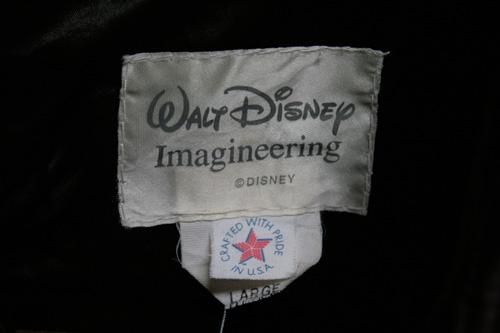 WALT DISNEY
Imagineering
© DISNEY
CRAFTED WITH PRIDE
IN U.S.A.
LARGE